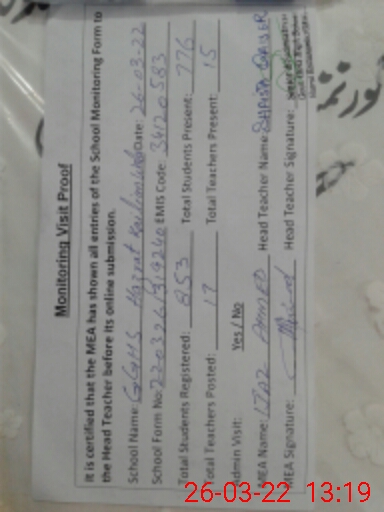 Monitoring Visit Proof
It is certified that the MEA has shown all entries of the School Monitoring Form to
the Head Teacher before its online submission.
School Name: GGHS Hazrat Date: 26-03-22
School Form No: EMIS Code: 34120583
Total Students Registered: 853 Total Students Present: 776
Total Teachers Posted: 17 Total Teachers Present: 15
Admin Visit: Yes / No
MEA Name: IJAZ AHMED Head Teacher Name:
MEA Signature: Head Teacher Signature:
26-03-22 13:19